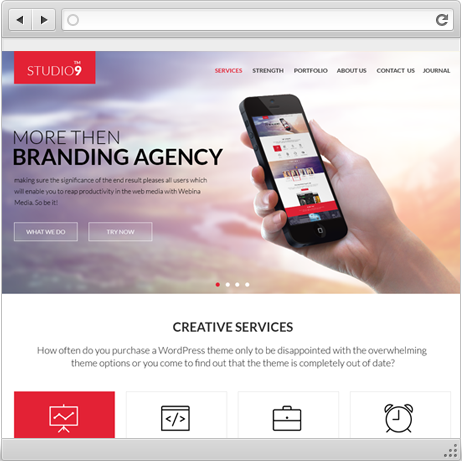 STUDIO9™
SERVICES STRENGTH PORTFOLIO ABOUT US CONTACT US JOURNAL
MORE THEN
BRANDING AGENCY
making sure the significance of the end result pleases all users which
will enable you to reap productivity in the web media with Webina
Media. So be it!
WHAT WE DO TRY NOW
CREATIVE SERVICES
How often do you purchase a WordPress theme only to be disappointed with the overwhelming
theme options or you come to find out that the theme is completely out of date?